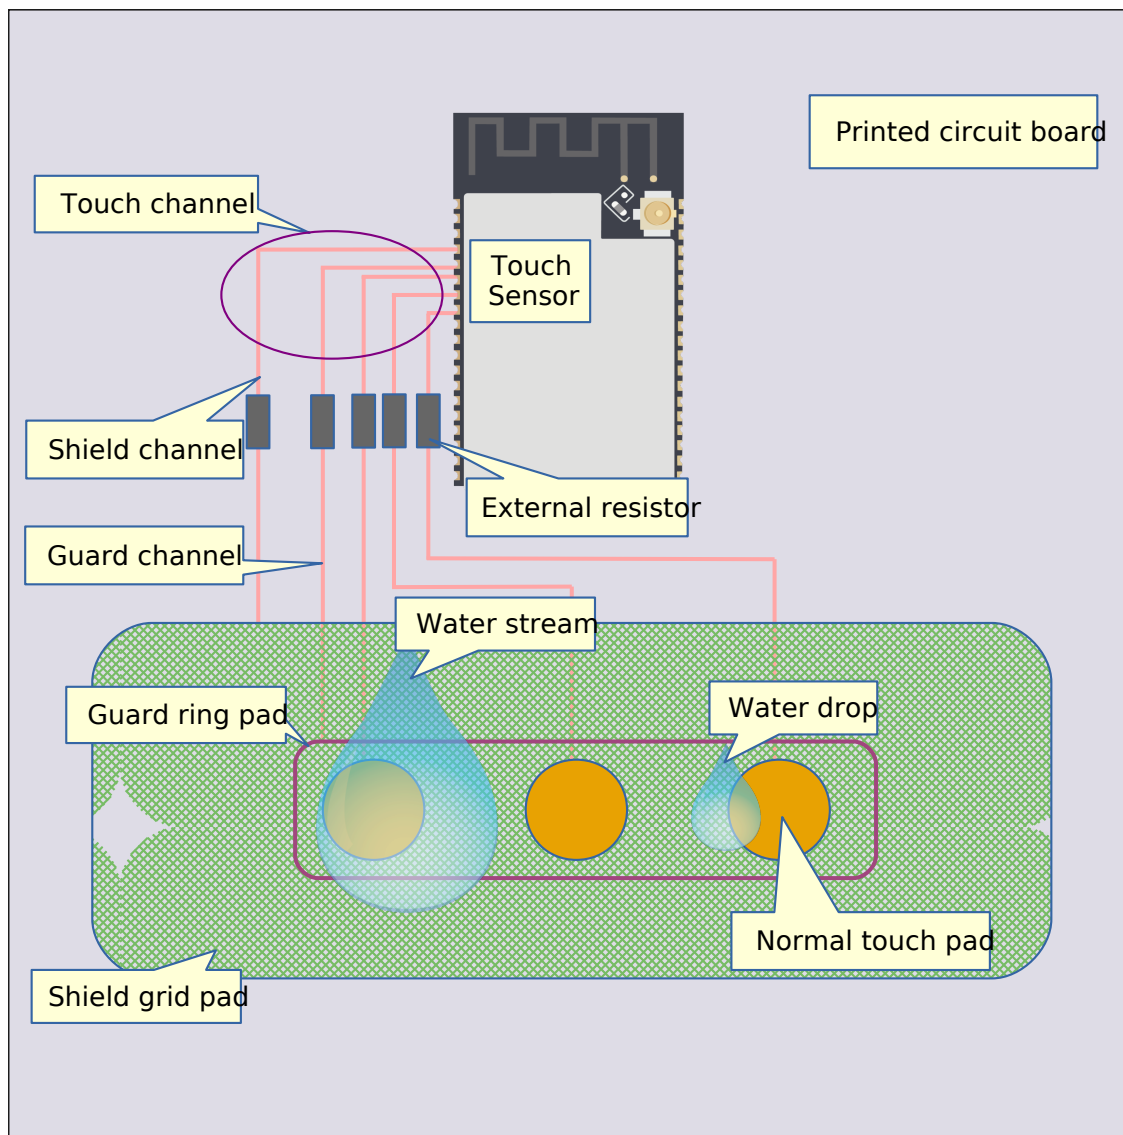 Printed circuit board
Touch channel
Touch
Sensor
Shield channel
External resistor
Guard channel
Water stream
Guard ring pad
Water drop
Normal touch pad
Shield grid pad